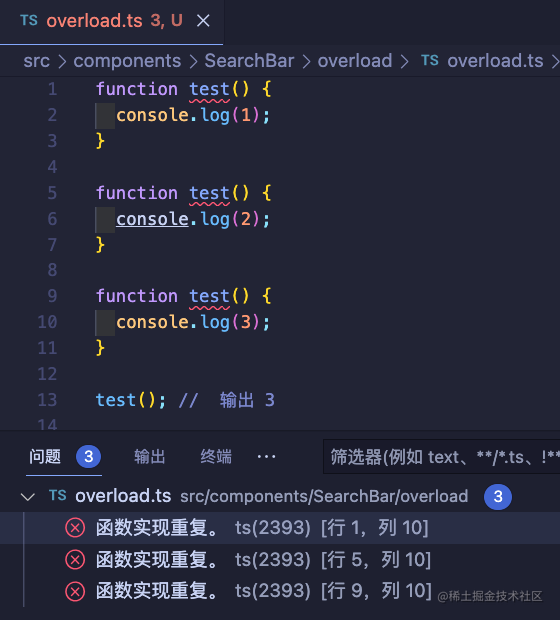 TS overload.ts 3, U ×
src > components > SearchBar > overload > TS overload.ts >
1 function test() {
2 console.log(1);
3 }
4
5 function test() {
6 console.log(2);
7 }
8
9 function test() {
10 console.log(3);
11 }
12
13 test(); // 输出 3
14
问题 3 输出 终端 ··· 筛选器(例如 text、**/*.ts、!**
TS overload.ts src/components/SearchBar/overload 3
函数实现重复。 ts(2393) [行 1，列 10]
函数实现重复。 ts(2393) [行 5，列 10]
函数实现重复。 ts(2393) [行 9，列 10]
@稀土掘金技术社区